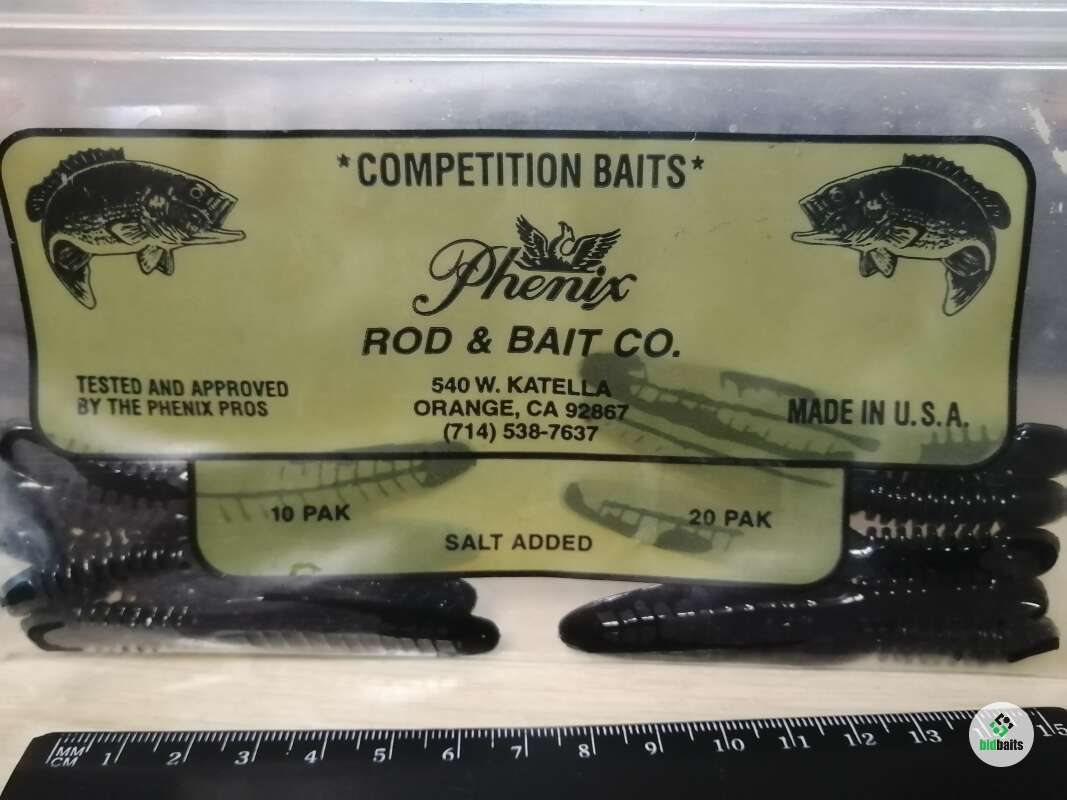 *COMPETITION BAITS*
Phenix
ROD & BAIT CO.
TESTED AND APPROVED
BY THE PHENIX PROS
540 W. KATELLA
ORANGE, CA 92867
(714) 538-7637
MADE IN U.S.A.
10 PAK
20 PAK
SALT ADDED
bidbaits
MM
CM 1 2 3 4 5 6 7 8 9 10 11 12 13 15